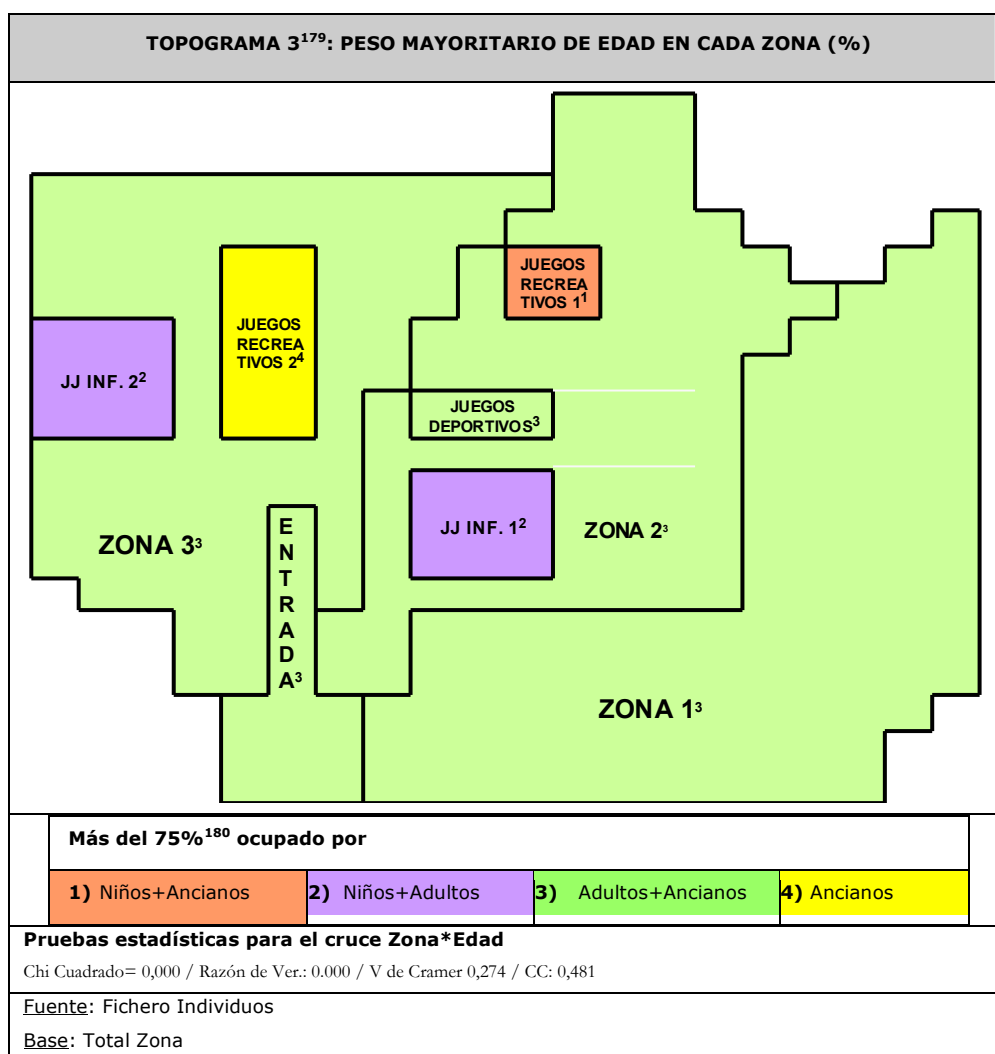 TOPOGRAMA 3179: PESO MAYORITARIO DE EDAD EN CADA ZONA (%)
JUEGOS
RECREA
TIVOS 11
JUEGOS
RECREA
TIVOS 24
JJ INF. 22
JUEGOS
DEPORTIVOS3
JJ INF. 12
ZONA 23
ZONA 33
E
N
T
R
A
D
A3
ZONA 13
Más del 75%180 ocupado por
1) Niños+Ancianos
2) Niños+Adultos
3) Adultos+Ancianos
4) Ancianos
Pruebas estadísticas para el cruce Zona*Edad
Chi Cuadrado= 0,000 / Razón de Ver.: 0.000 / V de Cramer 0,274 / CC: 0,481
Fuente: Fichero Individuos
Base: Total Zona